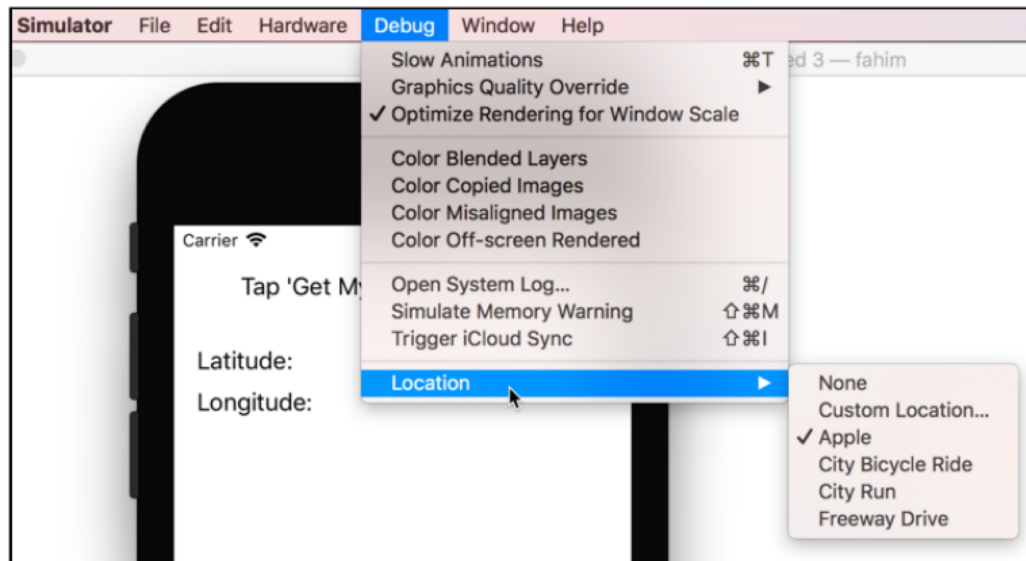 Simulator File Edit Hardware Debug Window Help
ed 3 — fahim
Slow Animations ⌘T
Graphics Quality Override ▶
✓ Optimize Rendering for Window Scale
Color Blended Layers
Color Copied Images
Color Misaligned Images
Color Off-screen Rendered
Open System Log... ⌘/
Simulate Memory Warning ⇧⌘M
Trigger iCloud Sync ⇧⌘I
Location ▶
None
Custom Location...
✓ Apple
City Bicycle Ride
City Run
Freeway Drive
Carrier
Tap 'Get My
Latitude:
Longitude: